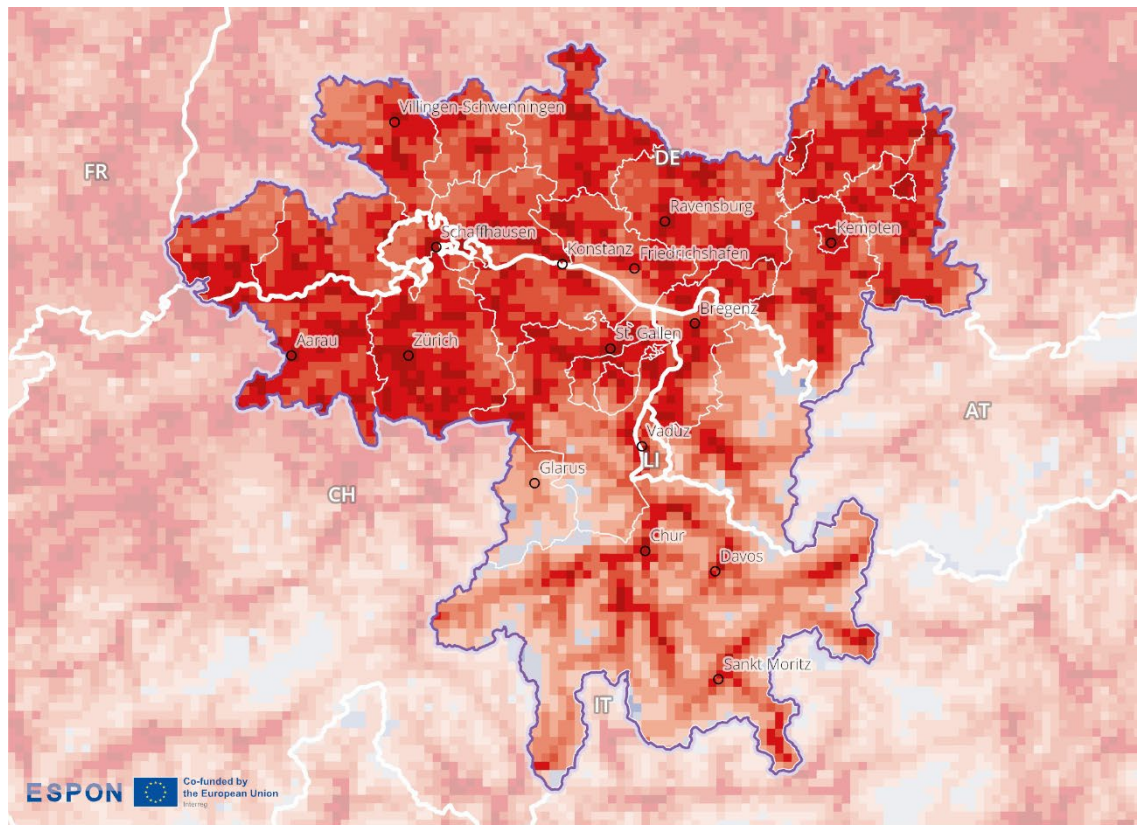 Villingen-Schwenningen
DE
FR
Ravensburg
Schaffhausen
Kempten
Konstanz
Friedrichshafen
Bregenz
St. Gallen
Aarau
Zürich
AT
Vaduz
LI
Glarus
CH
Chur
Davos
Sankt Moritz
IT
ESPON
Co-funded by
the European Union
Interreg